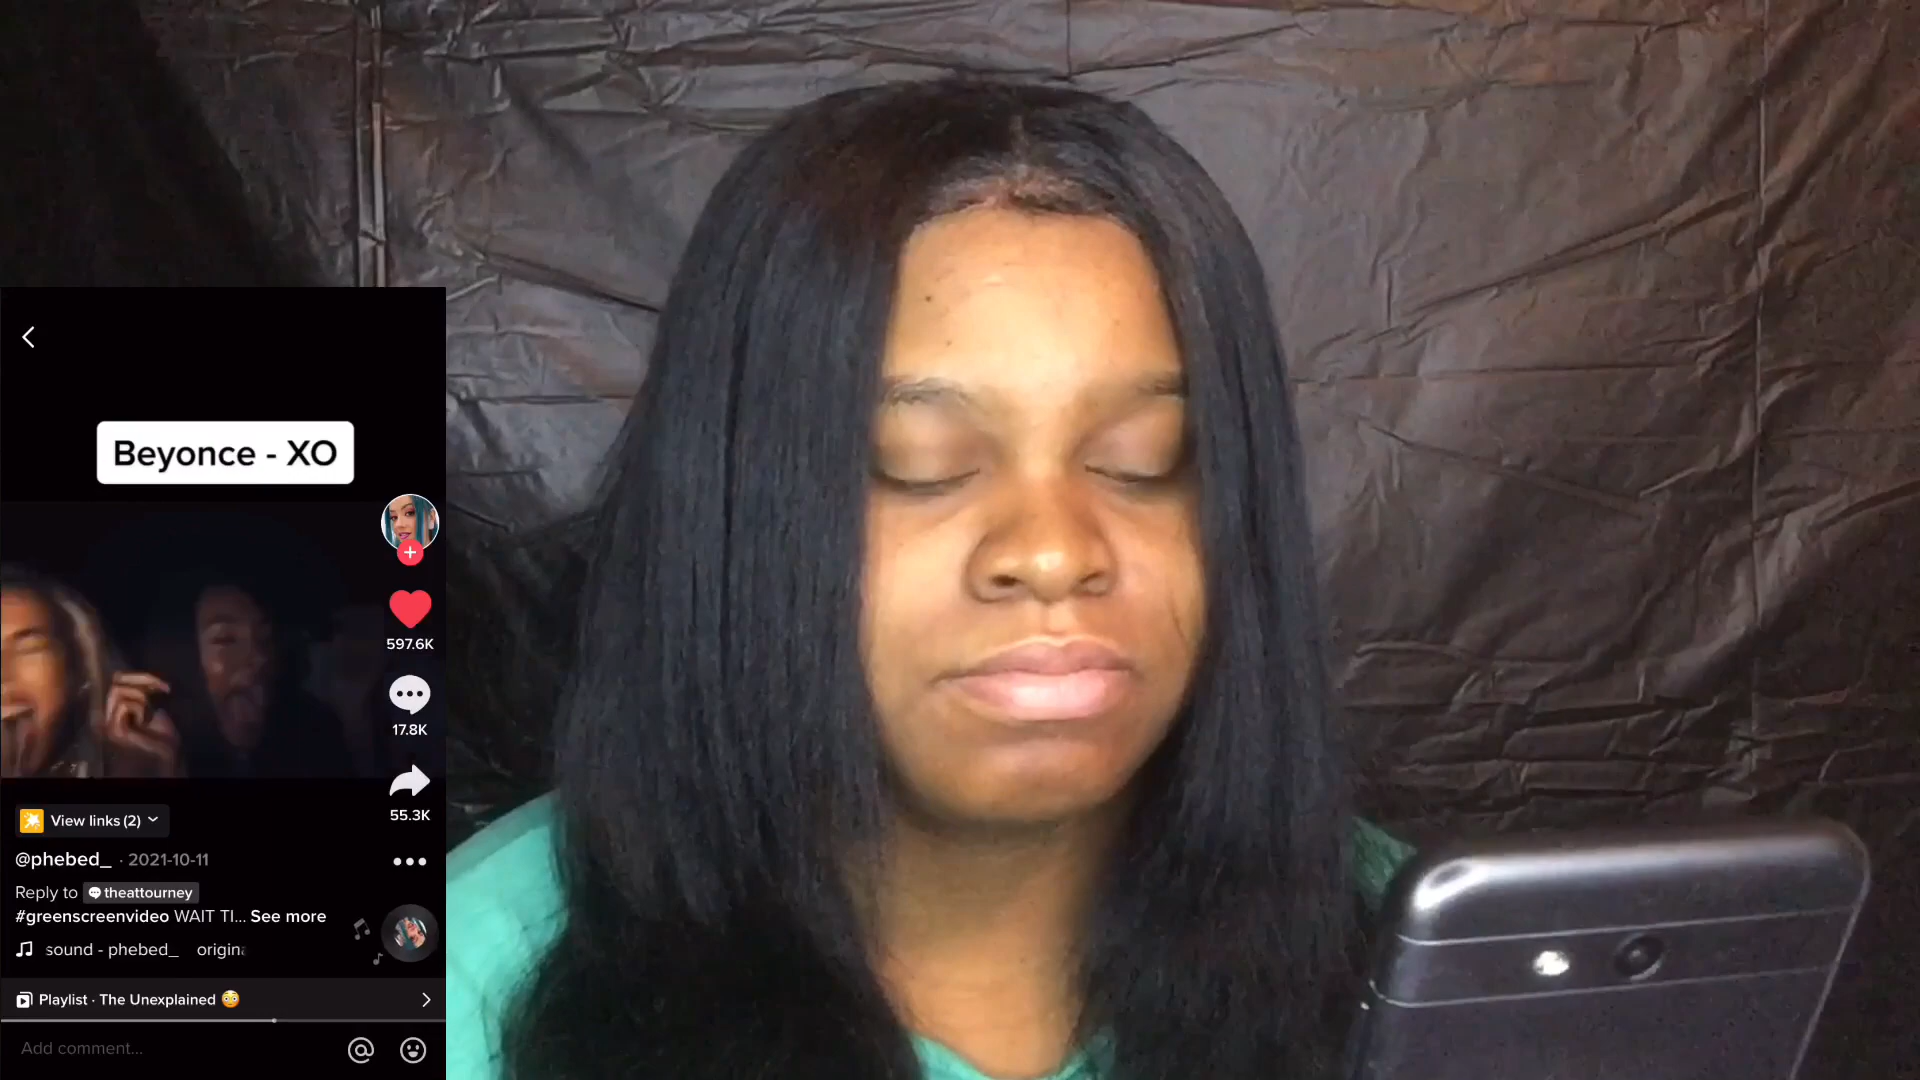 Beyonce - XO
597.6K
17.8K
55.3K
View links (2)
@phebed_ · 2021-10-11
Reply to theattourney
#greenscreenvideo WAIT TI... See more
sound - phebed_ origina
Playlist · The Unexplained 😳
Add comment...